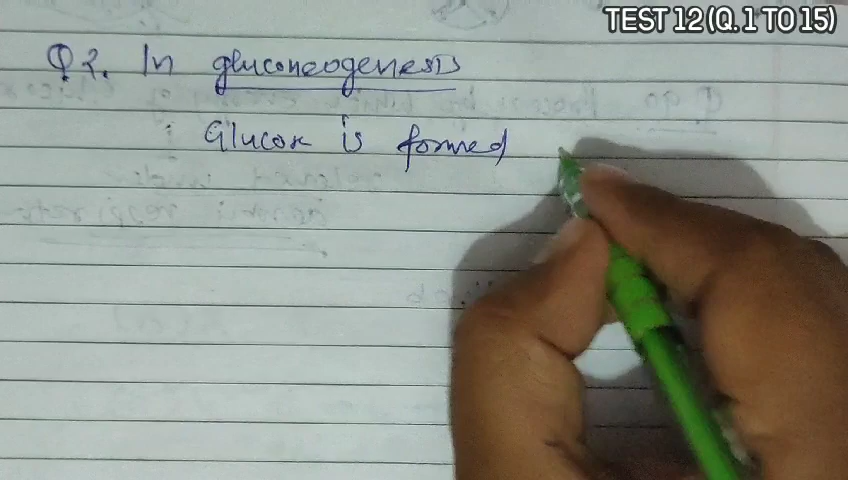 TEST 12 (Q. 1 TO 15)
Q2. In gluconeogenesis
: Glucose is formed